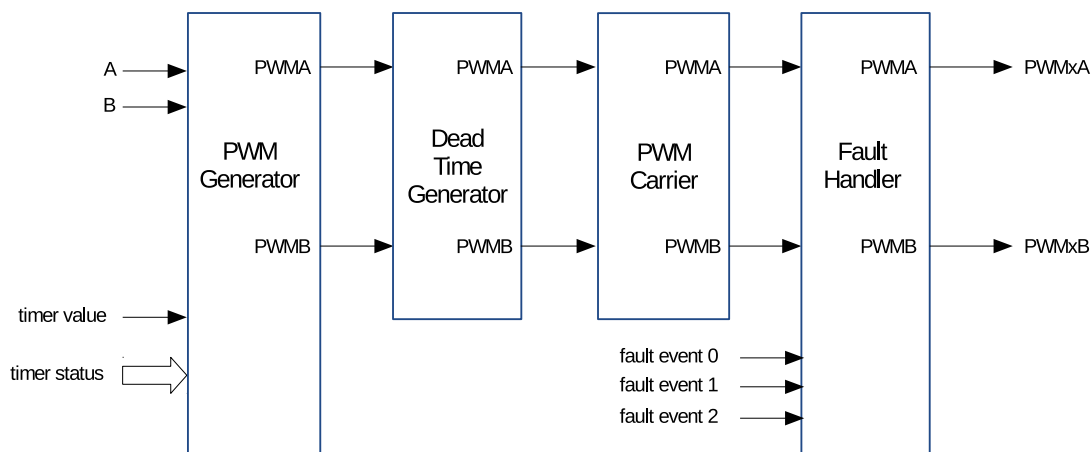 A
B
PWMA
PWMA
PWMA
PWMA
PWMxA
PWM
Generator
Dead
Time
Generator
PWM
Carrier
Fault
Handler
PWMB
PWMB
PWMB
PWMB
PWMxB
timer value
timer status
fault event 0
fault event 1
fault event 2